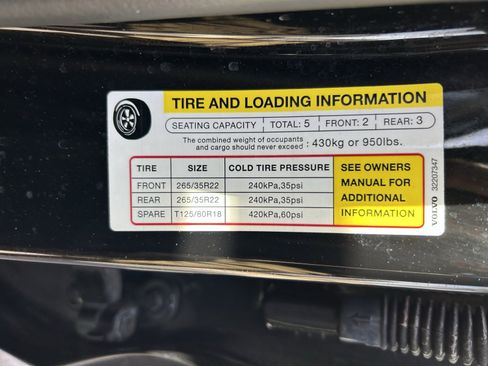 TIRE AND LOADING INFORMATION
SEATING CAPACITY | TOTAL: 5 | FRONT: 2 | REAR: 3
The combined weight of occupants
and cargo should never exceed : 430kg or 950lbs.
TIRE SIZE COLD TIRE PRESSURE
FRONT 265/35R22 240kPa,35psi
REAR 265/35R22 240kPa,35psi
SPARE T125/80R18 420kPa,60psi
SEE OWNERS
MANUAL FOR
ADDITIONAL
INFORMATION
VOLVO 32207347